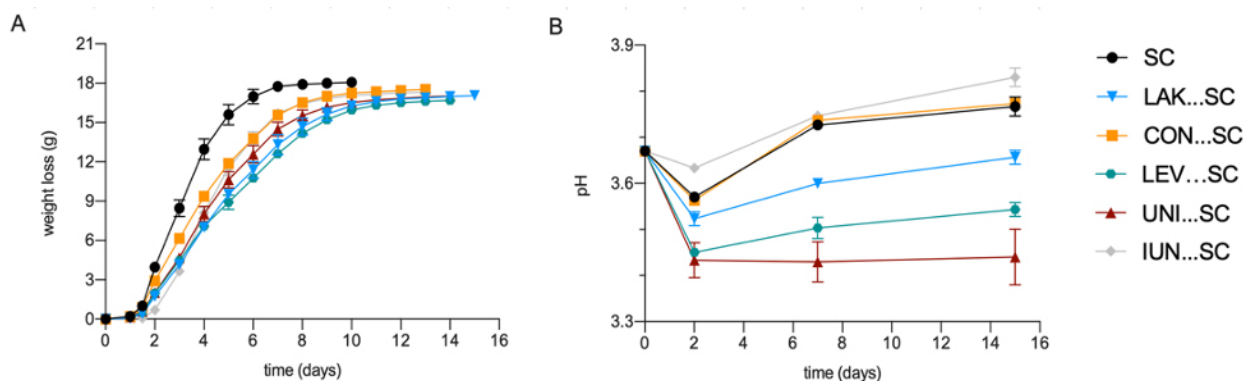 A
weight loss (g)
21
18
15
12
9
6
3
0
0 2 4 6 8 10 12 14 16
time (days)
B
pH
3.9
3.6
3.3
0 2 4 6 8 10 12 14 16
time (days)
SC
LAK...SC
CON...SC
LEV...SC
UNI...SC
IUN...SC